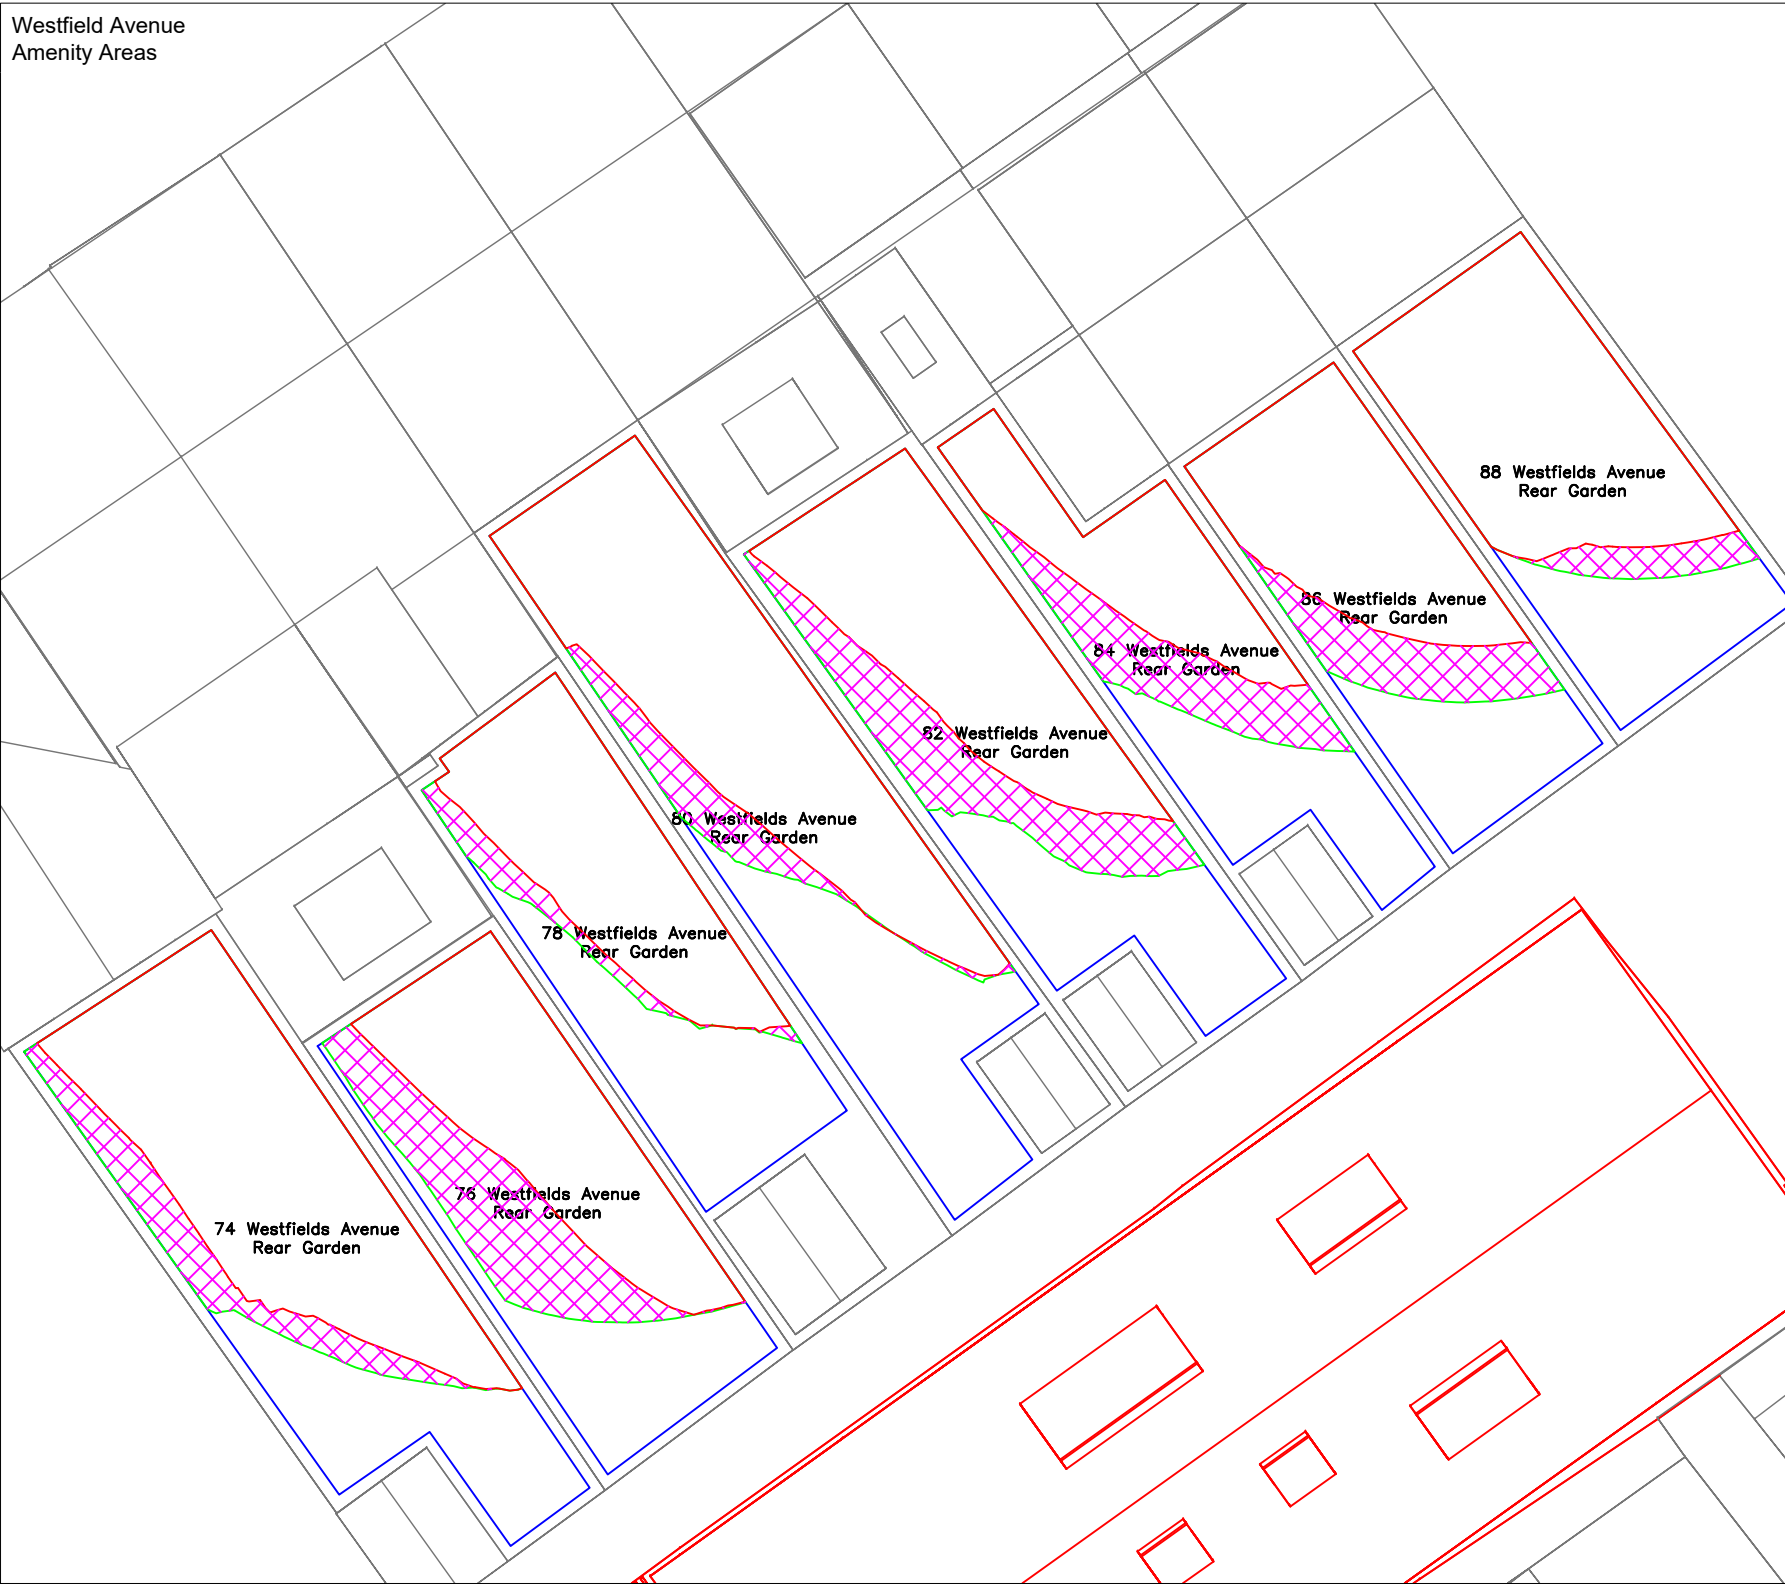 Westfield Avenue
Amenity Areas
88 Westfields Avenue
Rear Garden
86 Westfields Avenue
Rear Garden
84 Westfields Avenue
Rear Garden
82 Westfields Avenue
Rear Garden
80 Westfields Avenue
Rear Garden
78 Westfields Avenue
Rear Garden
76 Westfields Avenue
Rear Garden
74 Westfields Avenue
Rear Garden